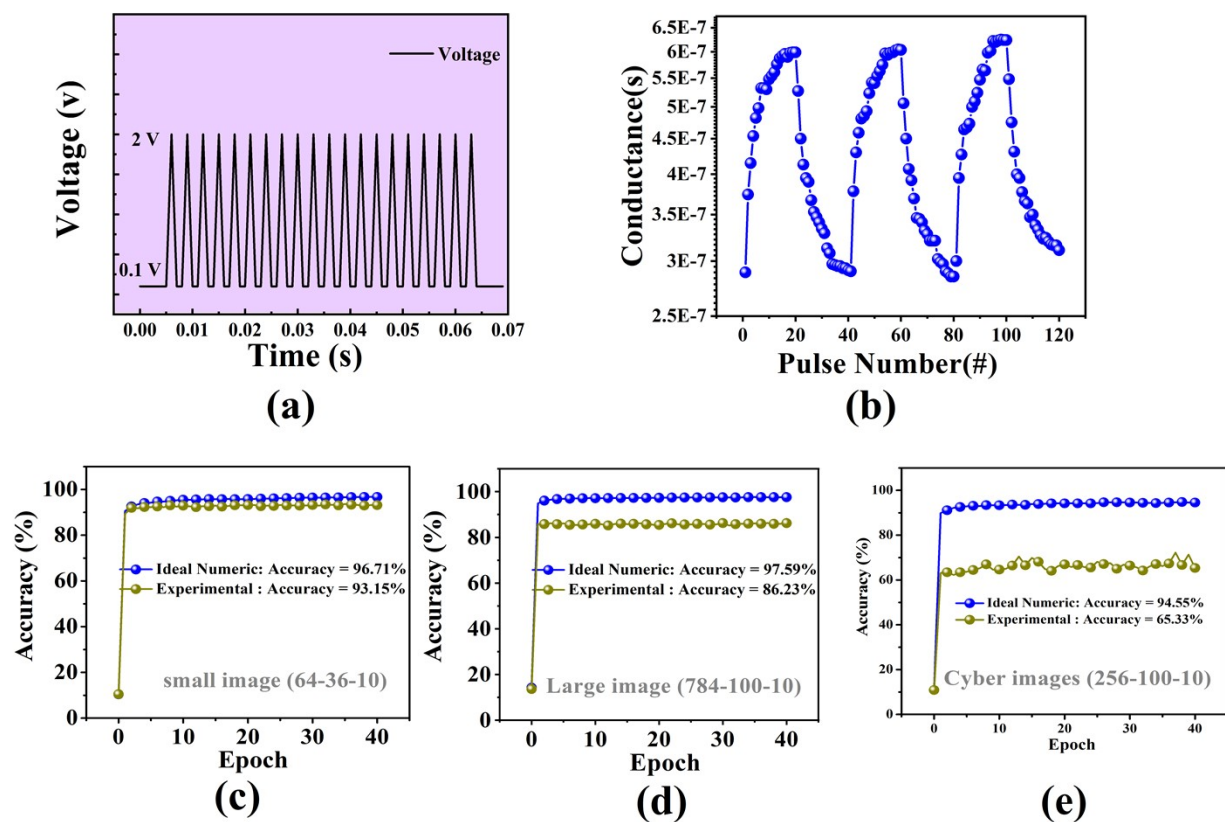 Voltage (v)
2 V
0.1 V
Voltage
0.00 0.01 0.02 0.03 0.04 0.05 0.06 0.07
Time (s)
(a)
Conductance(s)
6.5E-7
6E-7
5.5E-7
5E-7
4.5E-7
4E-7
3.5E-7
3E-7
2.5E-7
0 20 40 60 80 100 120
Pulse Number(#)
(b)
Accuracy (%)
100
80
60
40
20
0
Ideal Numeric: Accuracy = 96.71%
Experimental : Accuracy = 93.15%
small image (64-36-10)
0 10 20 30 40
Epoch
(c)
Accuracy (%)
100
80
60
40
20
0
Ideal Numeric: Accuracy = 97.59%
Experimental : Accuracy = 86.23%
Large image (784-100-10)
0 10 20 30 40
Epoch
(d)
Accuracy (%)
100
80
60
40
20
0
Ideal Numeric: Accuracy = 94.55%
Experimental : Accuracy = 65.33%
Cyber images (256-100-10)
0 10 20 30 40
Epoch
(e)